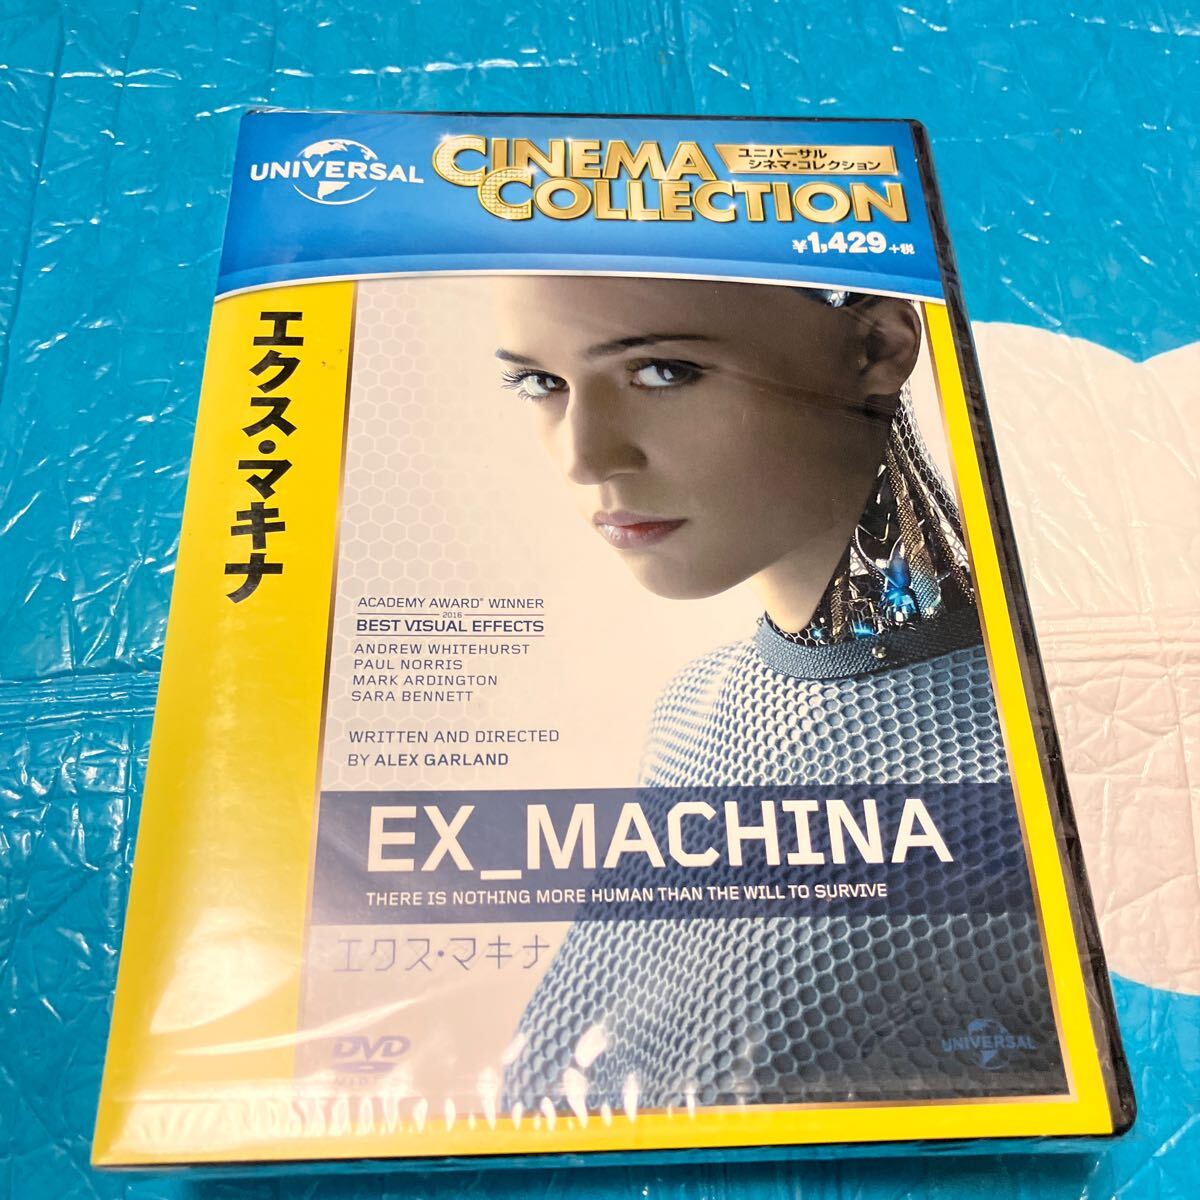 UNIVERSAL
CINEMA
COLLECTION
ユニバーサル
シネマ・コレクション
¥1,429+税
エクス・マキナ
ACADEMY AWARD® WINNER
2016
BEST VISUAL EFFECTS
ANDREW WHITEHURST
PAUL NORRIS
MARK ARDINGTON
SARA BENNETT
WRITTEN AND DIRECTED
BY ALEX GARLAND
EX_MACHINA
THERE IS NOTHING MORE HUMAN THAN THE WILL TO SURVIVE
エクス・マキナ
DVD
VIDEO
UNIVERSAL